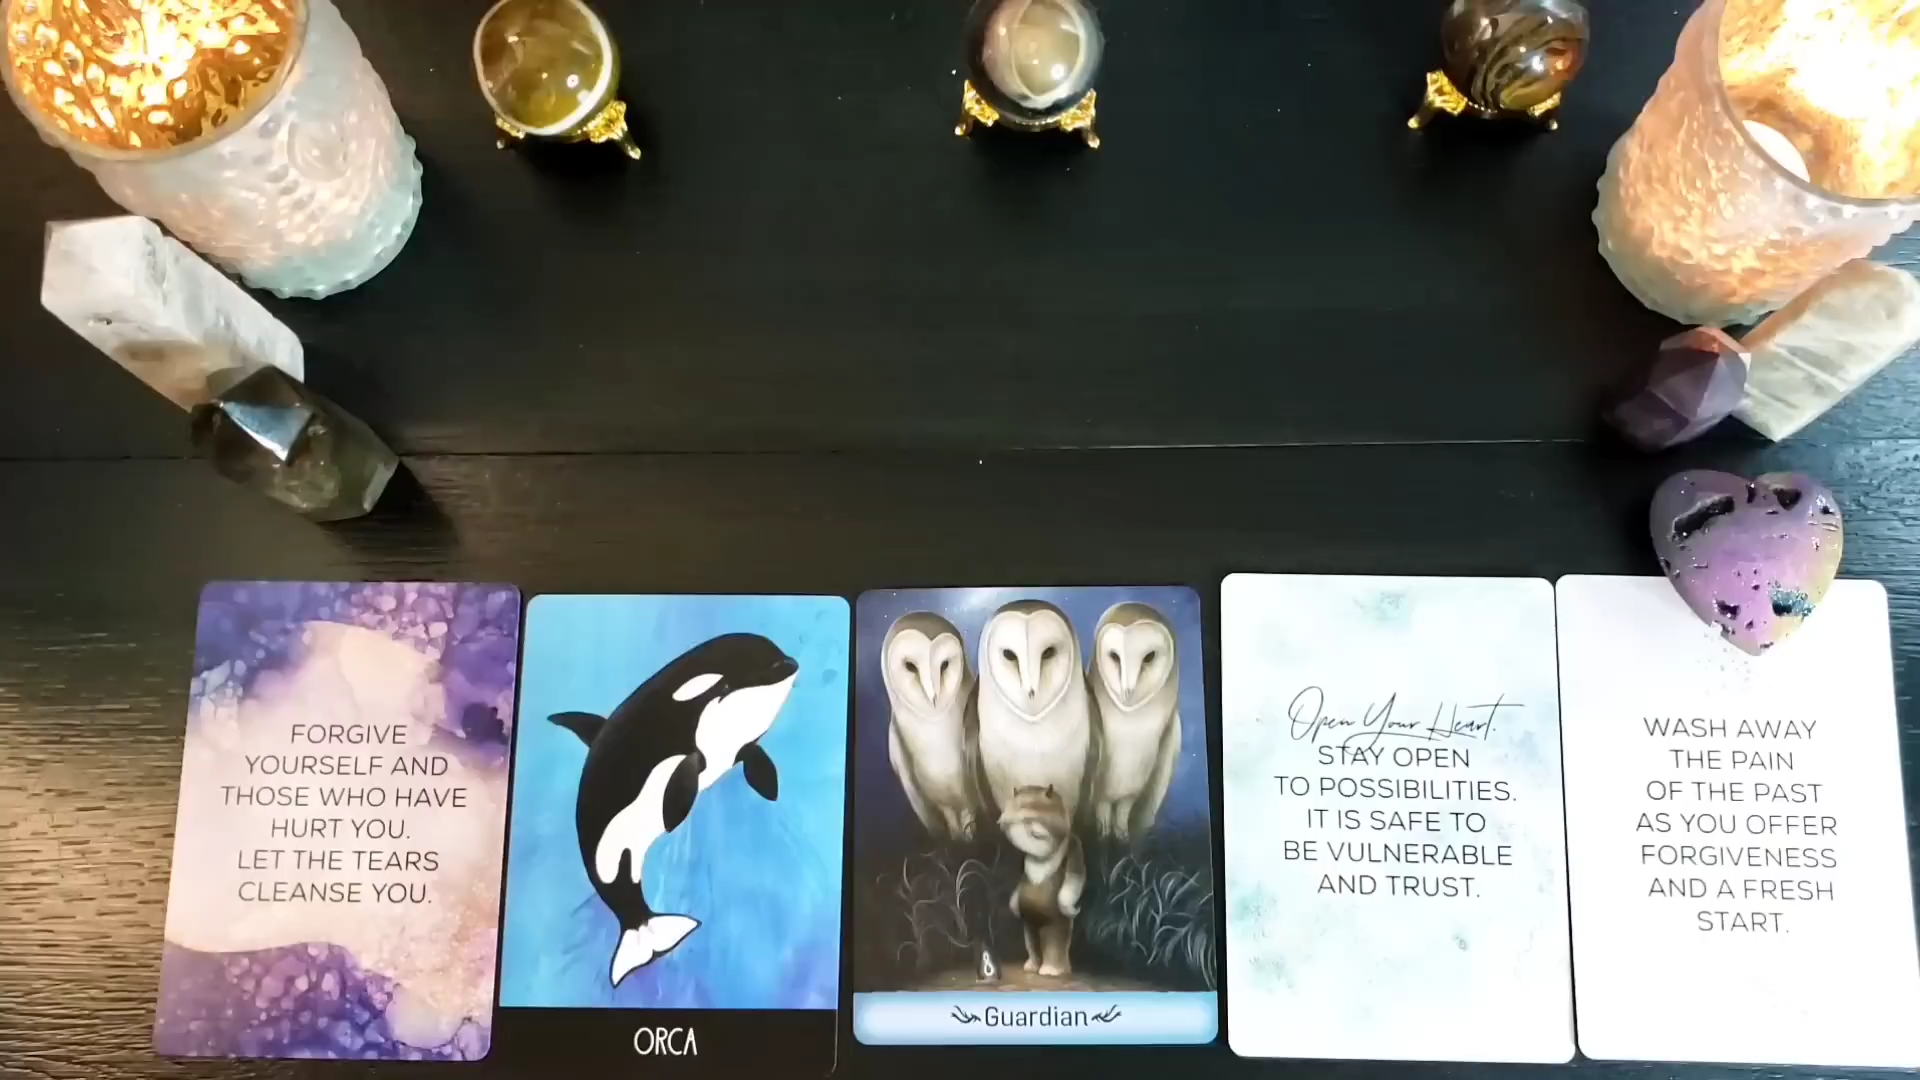 FORGIVE
YOURSELF AND
THOSE WHO HAVE
HURT YOU.
LET THE TEARS
CLEANSE YOU.
ORCA
Guardian
Open Your Heart.
STAY OPEN
TO POSSIBILITIES.
IT IS SAFE TO
BE VULNERABLE
AND TRUST.
WASH AWAY
THE PAIN
OF THE PAST
AS YOU OFFER
FORGIVENESS
AND A FRESH
START.